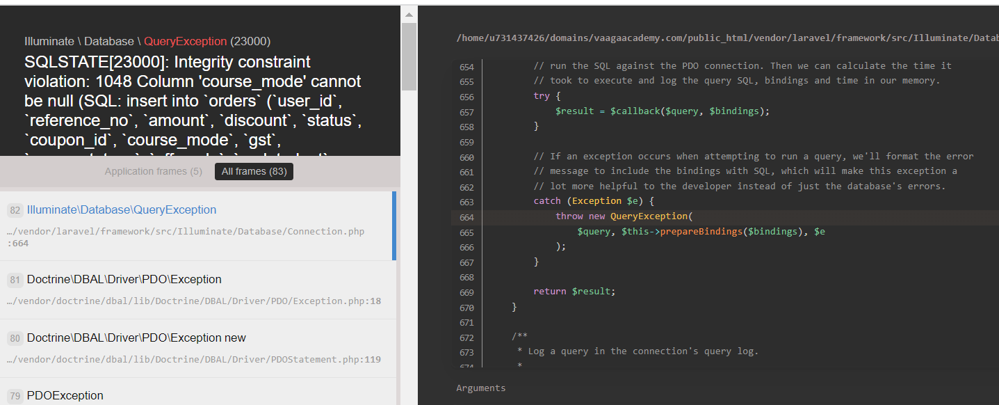 Illuminate \ Database \ QueryException (23000)
SQLSTATE[23000]: Integrity constraint
violation: 1048 Column 'course_mode' cannot
be null (SQL: insert into `orders` (`user_id`,
`reference_no`, `amount`, `discount`, `status`,
`coupon_id`, `course_mode`, `gst`,
Application frames (5)
All frames (83)
82 Illuminate\Database\QueryException
…/vendor/laravel/framework/src/Illuminate/Database/Connection.php
:664
81 Doctrine\DBAL\Driver\PDO\Exception
…/vendor/doctrine/dbal/lib/Doctrine/DBAL/Driver/PDO/Exception.php:18
80 Doctrine\DBAL\Driver\PDO\Exception new
…/vendor/doctrine/dbal/lib/Doctrine/DBAL/Driver/PDOStatement.php:119
79 PDOException
/home/u731437426/domains/vaagaacademy.com/public_html/vendor/laravel/framework/src/Illuminate/Datab
654 // run the SQL against the PDO connection. Then we can calculate the time it
655 // took to execute and log the query SQL, bindings and time in our memory.
656 try {
657 $result = $callback($query, $bindings);
658 }
659
660 // If an exception occurs when attempting to run a query, we'll format the error
661 // message to include the bindings with SQL, which will make this exception a
662 // lot more helpful to the developer instead of just the database's errors.
663 catch (Exception $e) {
664 throw new QueryException(
665 $query, $this->prepareBindings($bindings), $e
666 );
667 }
668
669 return $result;
670 }
671
672 /**
673 * Log a query in the connection's query log.
674 *
Arguments